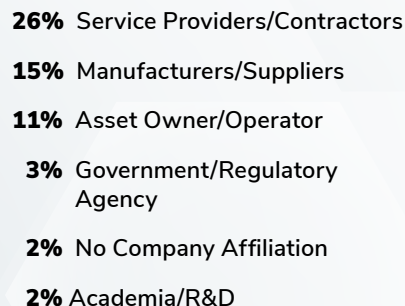 26% Service Providers/Contractors
15% Manufacturers/Suppliers
11% Asset Owner/Operator
3% Government/Regulatory
Agency
2% No Company Affiliation
2% Academia/R&D